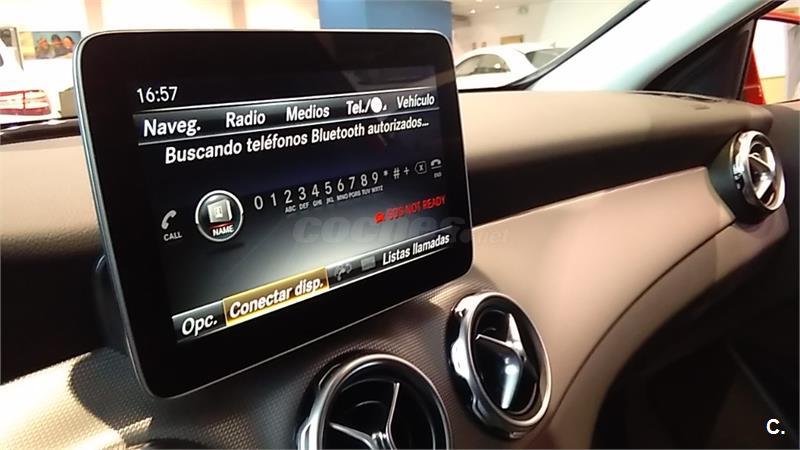 16:57
Naveg. Radio Medios Tel./ Vehículo
Buscando teléfonos Bluetooth autorizados...
0 1 2 3 4 5 6 7 8 9 * # +
ABC DEF GHI JKL MNO PQRS TUV WXYZ END
CALL NAME
SOS NOT READY
coches.net
Listas llamadas
Opc. Conectar disp.
C.